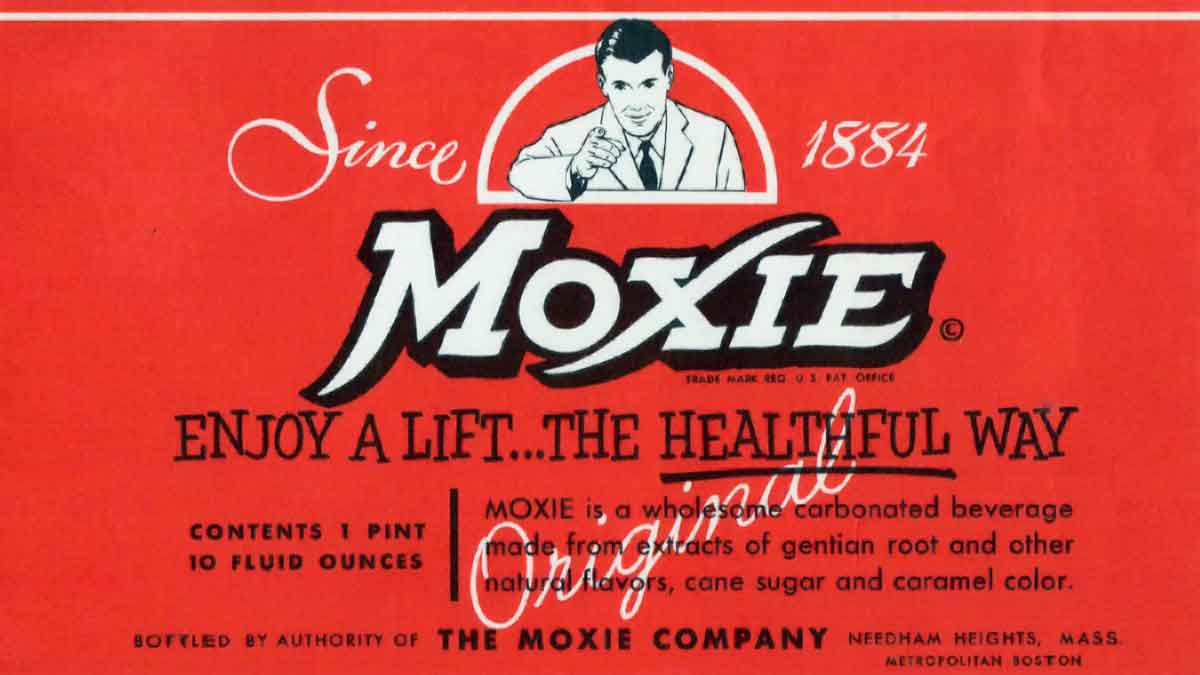 Since 1884
MOXIE ©
TRADE MARK REG. U.S. PAT. OFFICE
ENJOY A LIFT...THE HEALTHFUL WAY
Original
CONTENTS 1 PINT
10 FLUID OUNCES
MOXIE is a wholesome carbonated beverage
made from extracts of gentian root and other
natural flavors, cane sugar and caramel color.
BOTTLED BY AUTHORITY OF THE MOXIE COMPANY NEEDHAM HEIGHTS, MASS.
METROPOLITAN BOSTON